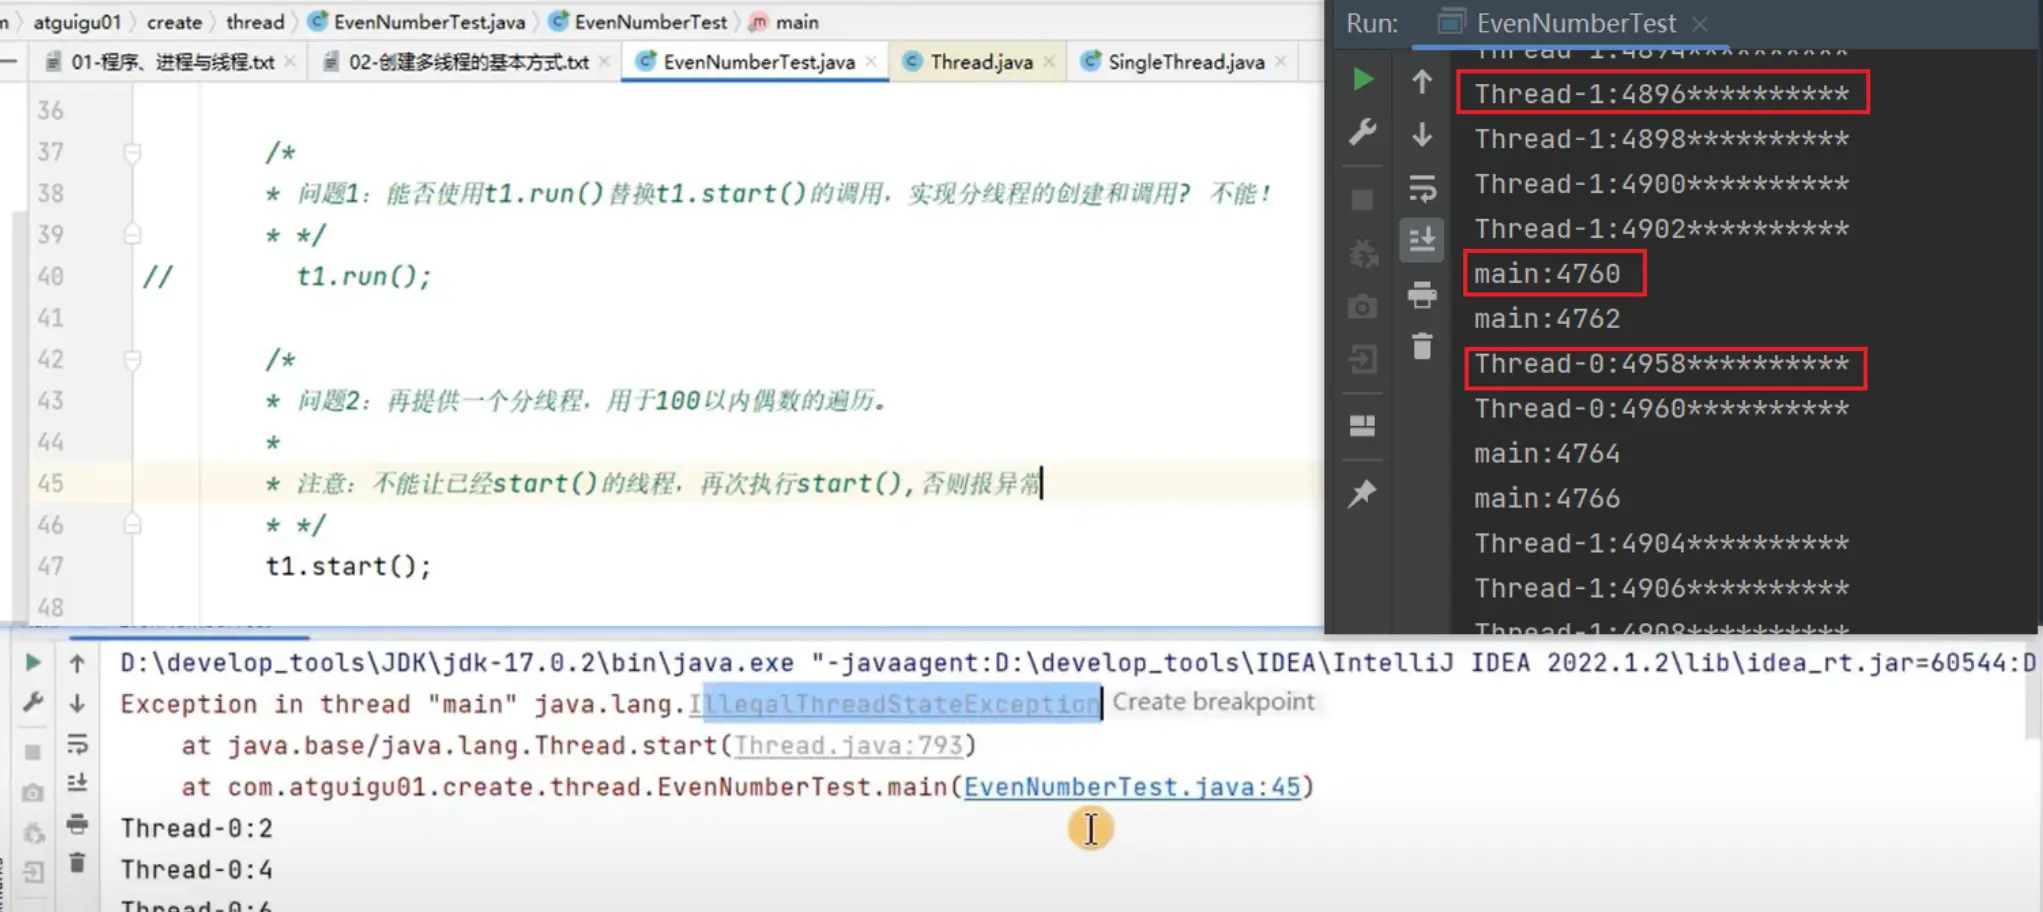 atguigu01 〉 create 〉 thread 〉 EvenNumberTest.java 〉 EvenNumberTest 〉 main
01-程序、进程与线程.txt 02-创建多线程的基本方式.txt EvenNumberTest.java Thread.java SingleThread.java
36
37 /*
38 * 问题1：能否使用t1.run()替换t1.start()的调用，实现分线程的创建和调用? 不能！
39 * */
40 // t1.run();
41
42 /*
43 * 问题2：再提供一个分线程，用于100以内偶数的遍历。
44 *
45 * 注意：不能让已经start()的线程，再次执行start(),否则报异常
46 * */
47 t1.start();
48
Run: EvenNumberTest
Thread-1:4894**********
Thread-1:4896**********
Thread-1:4898**********
Thread-1:4900**********
Thread-1:4902**********
main:4760
main:4762
Thread-0:4958**********
Thread-0:4960**********
main:4764
main:4766
Thread-1:4904**********
Thread-1:4906**********
Thread-1:4908**********
D:\develop_tools\JDK\jdk-17.0.2\bin\java.exe "-javaagent:D:\develop_tools\IDEA\IntelliJ IDEA 2022.1.2\lib\idea_rt.jar=60544:D
Exception in thread "main" java.lang.IllegalThreadStateException Create breakpoint
at java.base/java.lang.Thread.start(Thread.java:793)
at com.atguigu01.create.thread.EvenNumberTest.main(EvenNumberTest.java:45)
Thread-0:2
Thread-0:4
Thread-0:6